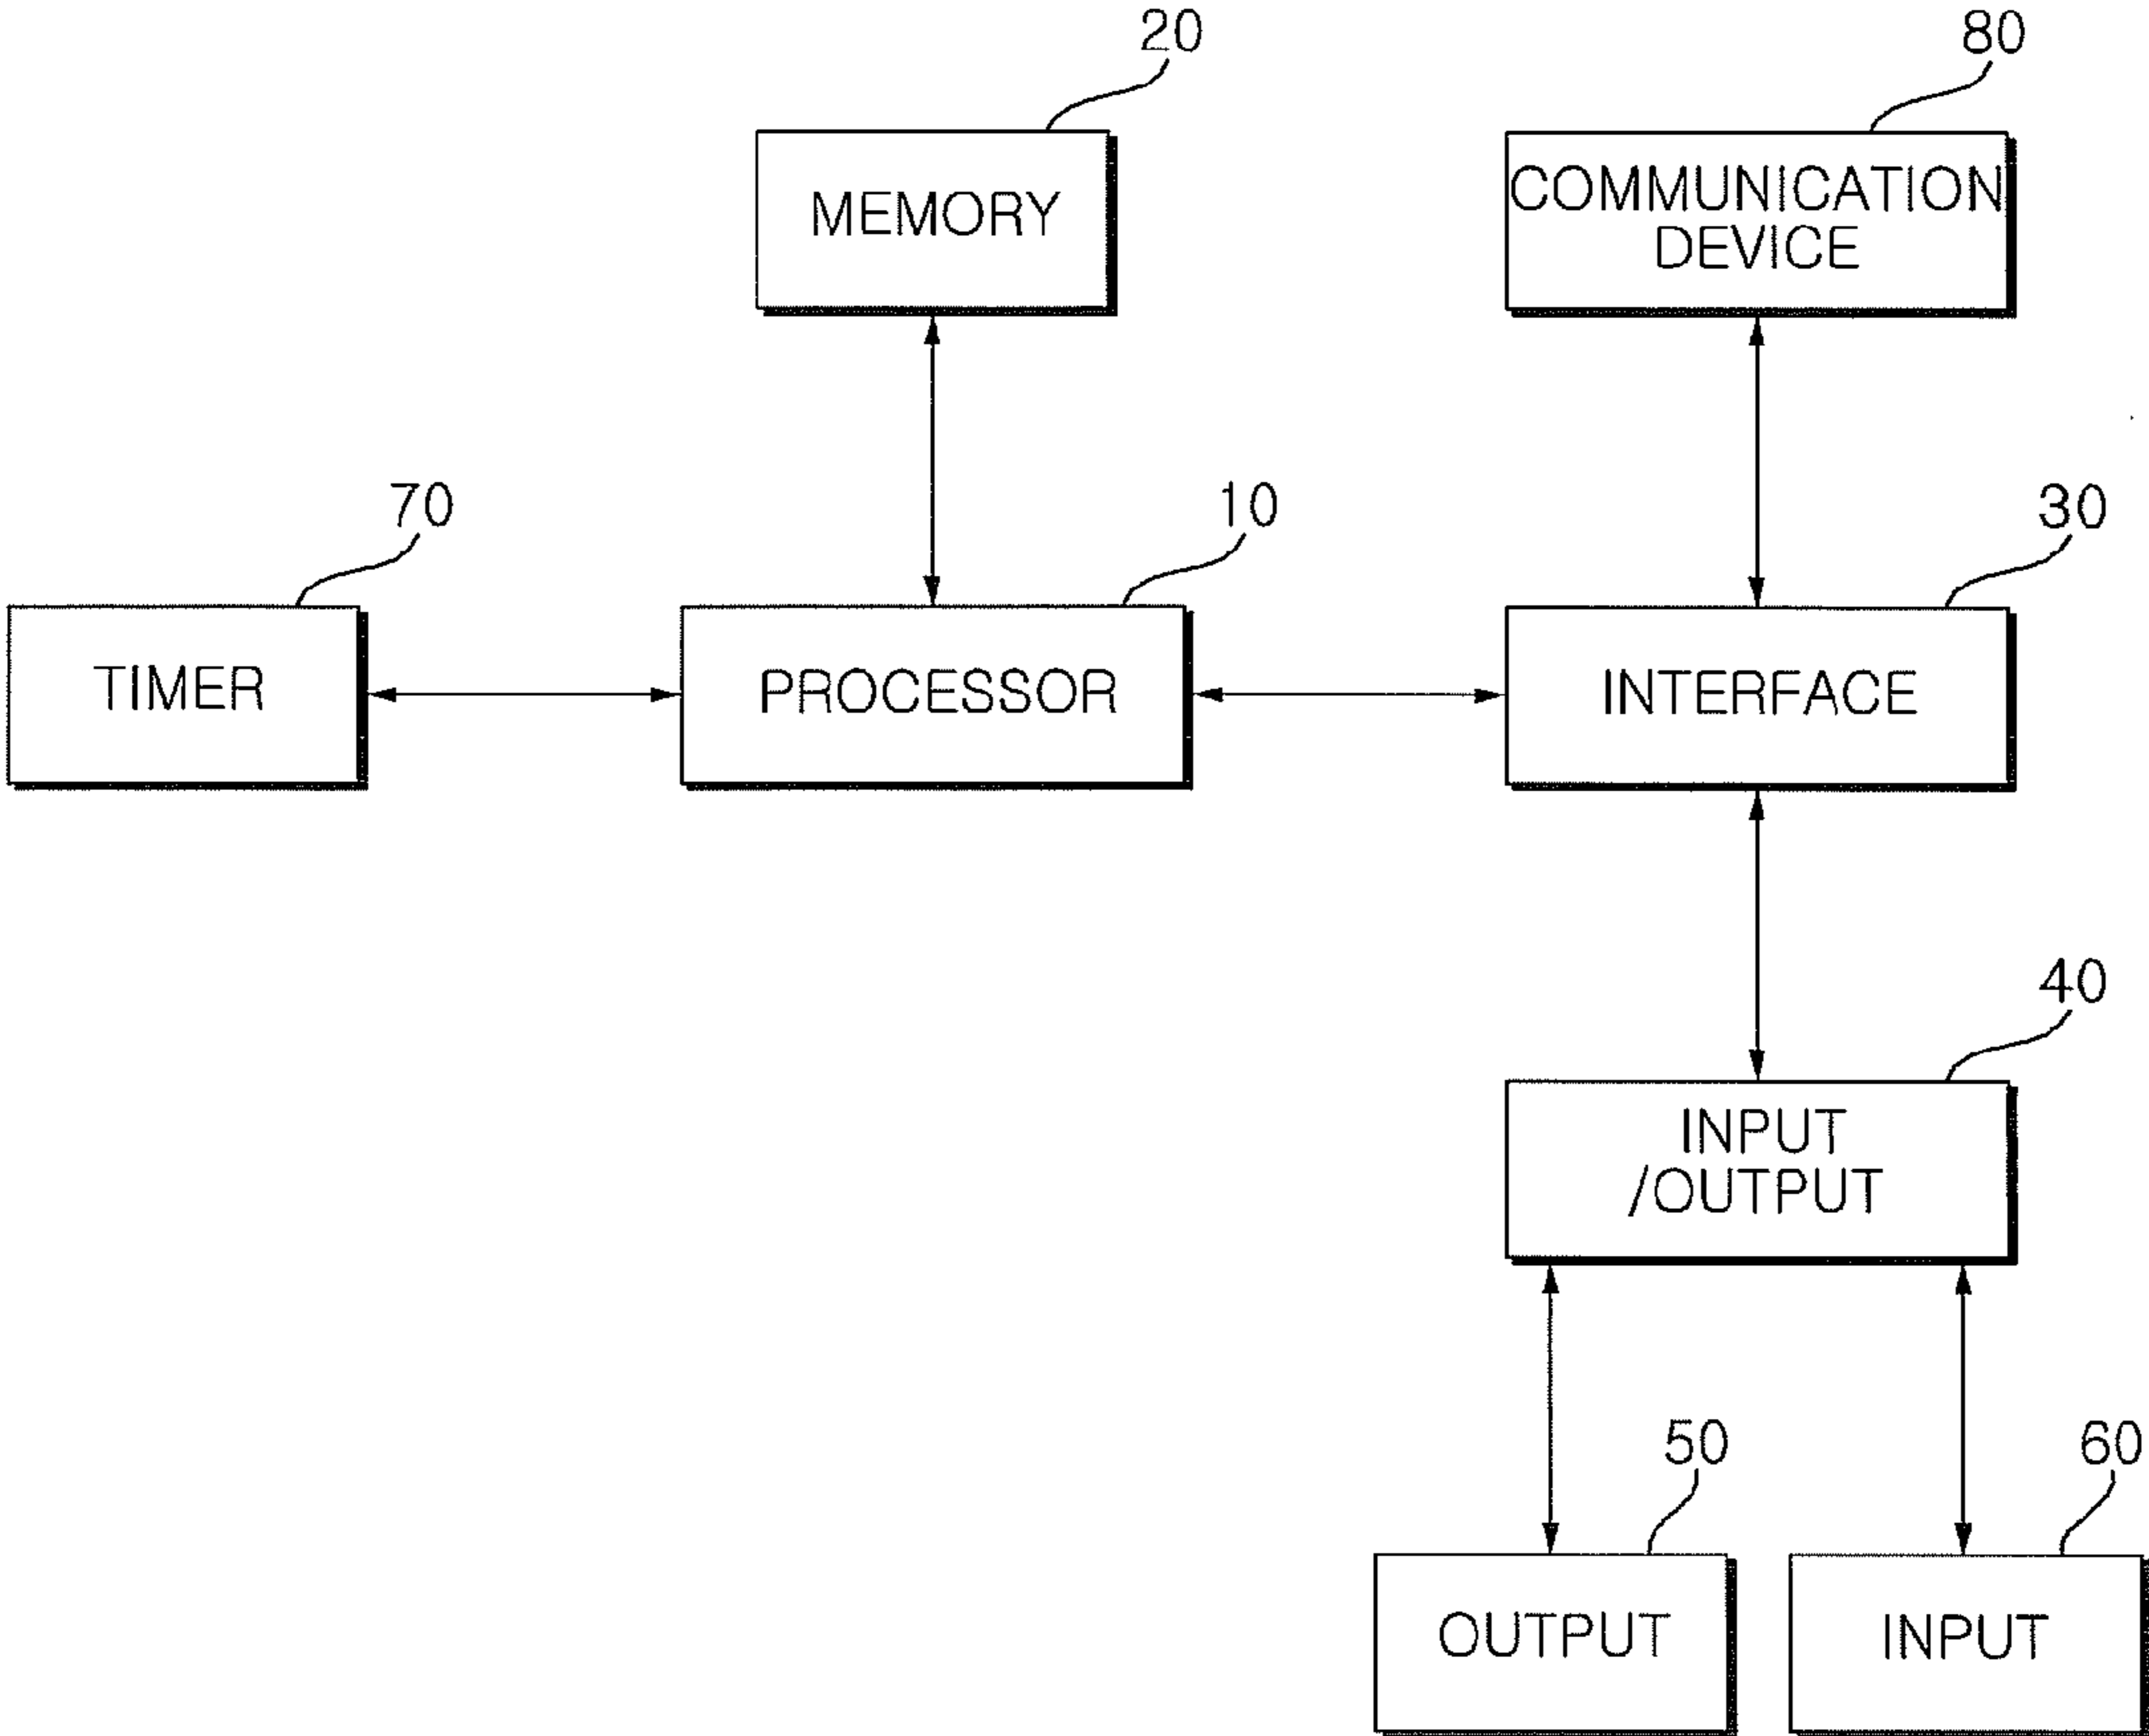 20
80
MEMORY
COMMUNICATION
DEVICE
70
10
30
TIMER
PROCESSOR
INTERFACE
40
INPUT
/OUTPUT
50
60
OUTPUT
INPUT